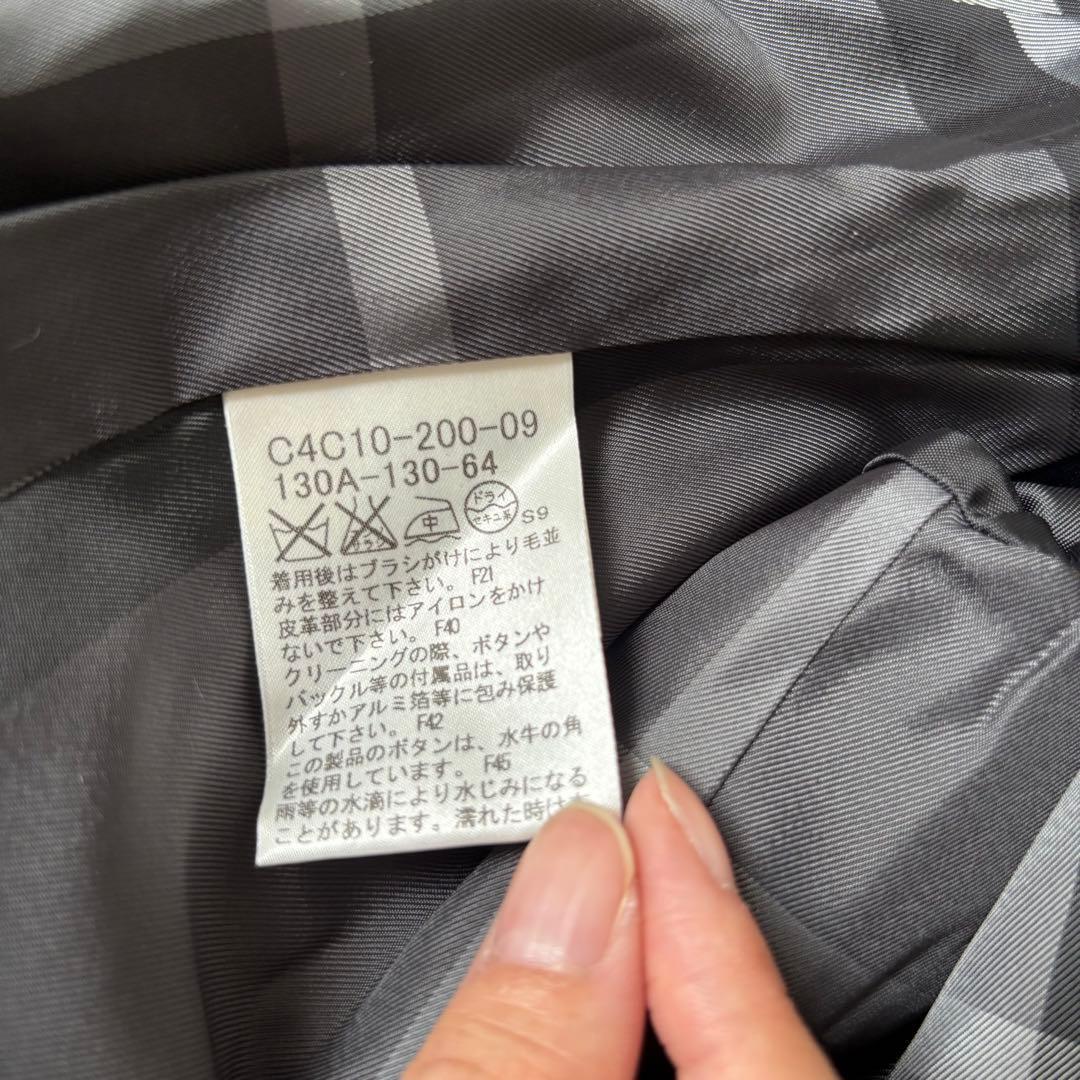 C4C10-200-09
130A-130-64
中 ドライ セキユ系 S9
着用後はブラシがけにより毛並
みを整えて下さい。 F21
皮革部分にはアイロンをかけ
ないで下さい。 F40
クリーニングの際、ボタンや
バックル等の付属品は、取り
外すかアルミ箔等に包み保護
して下さい。 F42
この製品のボタンは、水牛の角
を使用しています。 F45
雨等の水滴により水じみになる
ことがあります。濡れた時は